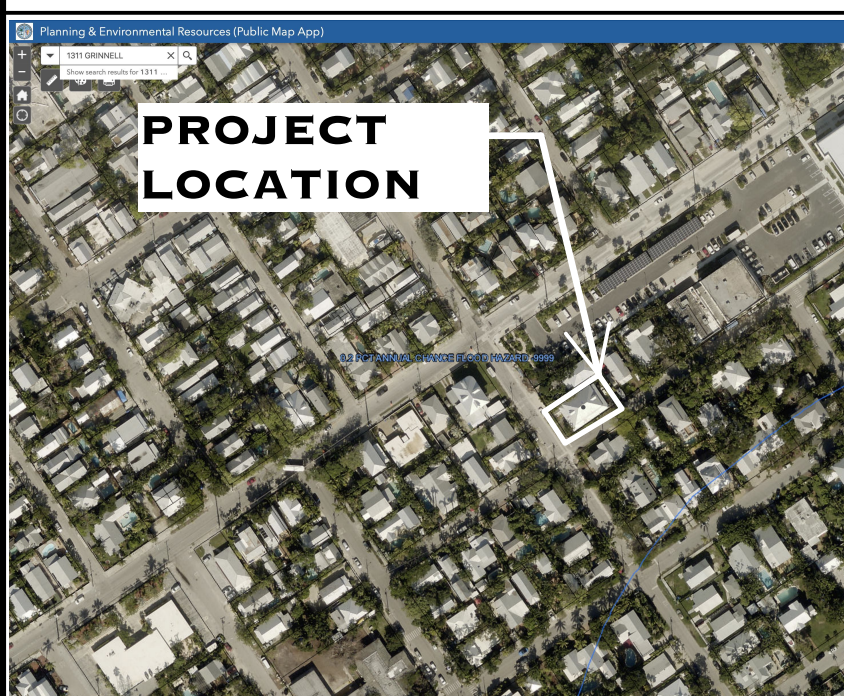 Planning & Environmental Resources (Public Map App)
1311 GRINNELL
Show search results for 1311 ...
PROJECT
LOCATION
0.2 PCT ANNUAL CHANCE FLOOD HAZARD -9999